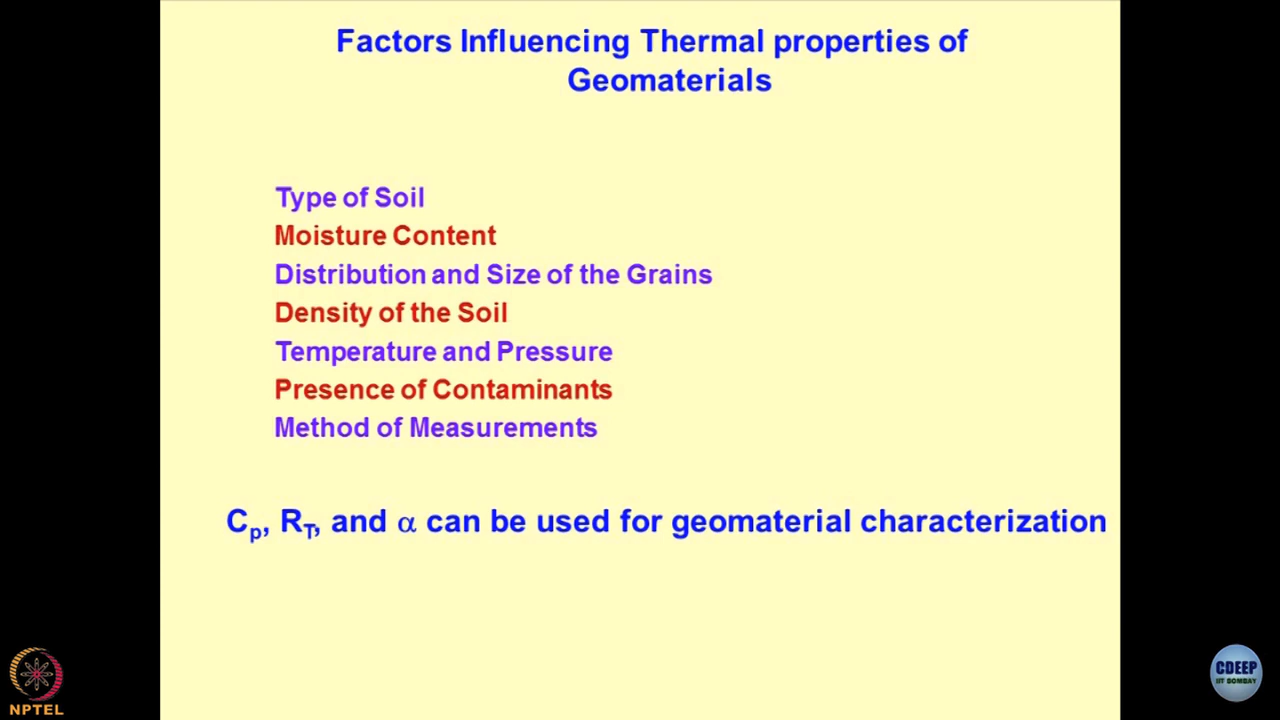 Factors Influencing Thermal properties of
Geomaterials
Type of Soil
Moisture Content
Distribution and Size of the Grains
Density of the Soil
Temperature and Pressure
Presence of Contaminants
Method of Measurements
Cp, RT, and α can be used for geomaterial characterization
NPTEL
CDEEP
IIT BOMBAY